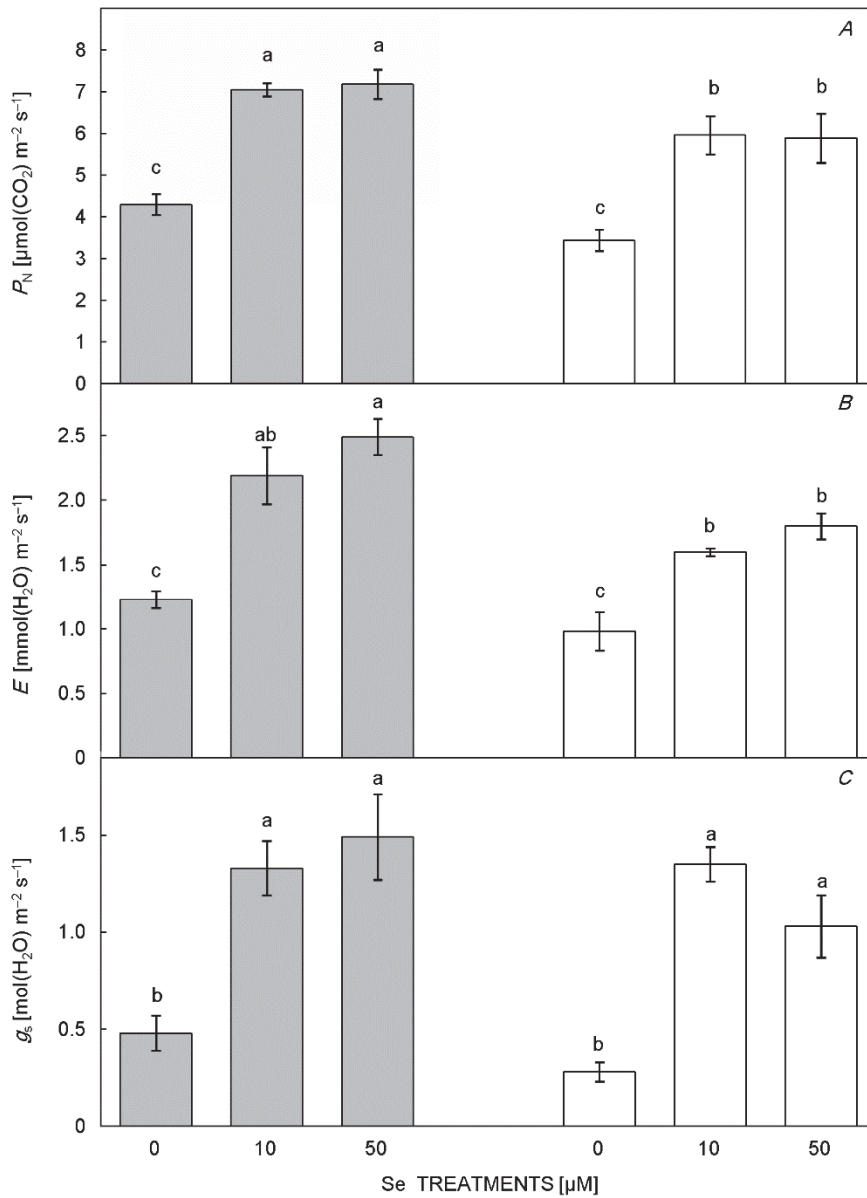 A
8
7
6
5
4
3
2
1
0
P_N [µmol(CO₂) m⁻² s⁻¹]
c
a
a
c
b
b
B
2.5
2.0
1.5
1.0
0.5
0
E [mmol(H₂O) m⁻² s⁻¹]
c
ab
a
c
b
b
C
1.5
1.0
0.5
0
g_s [mol(H₂O) m⁻² s⁻¹]
b
a
a
b
a
a
0 10 50 0 10 50
Se TREATMENTS [µM]